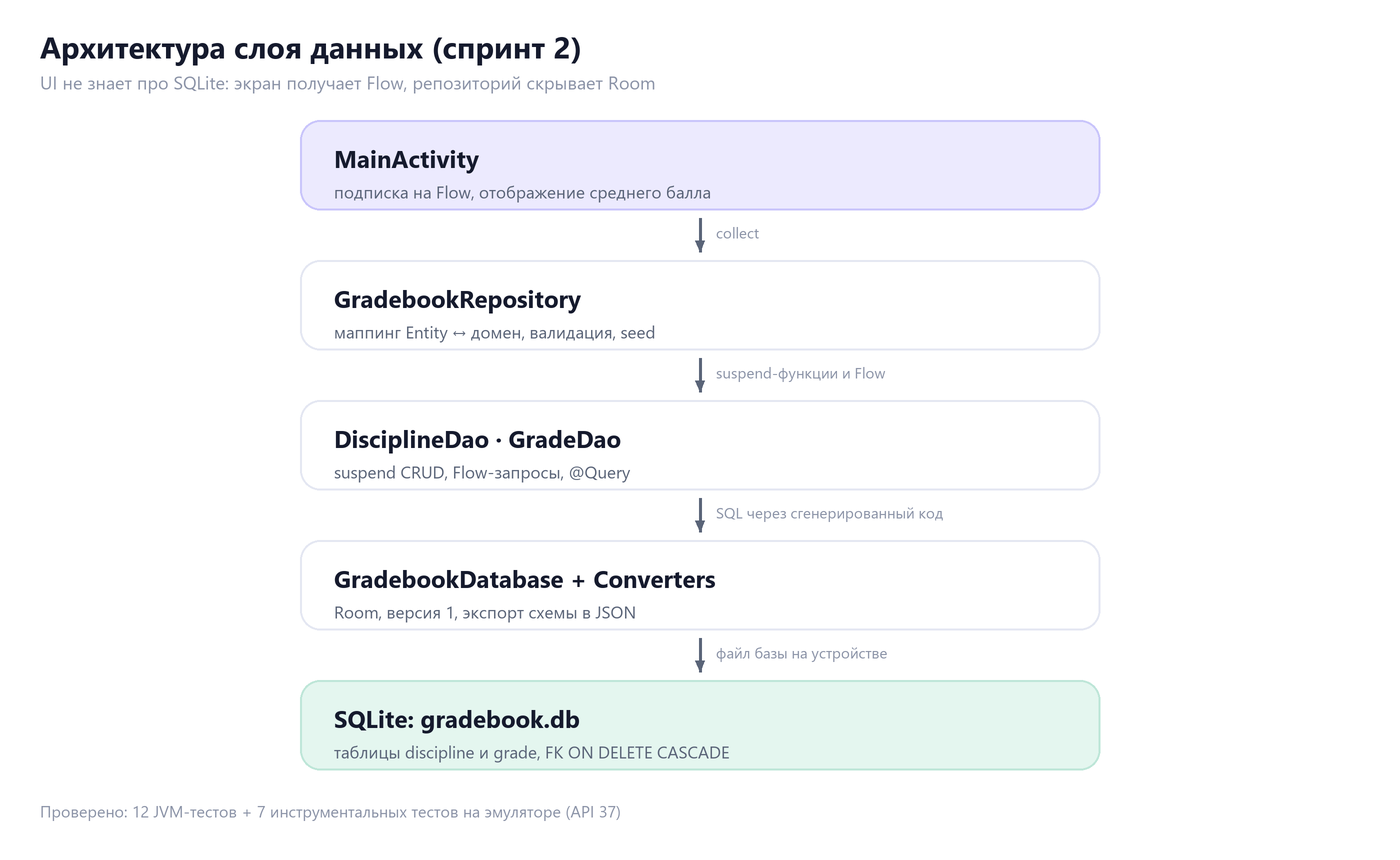 Архитектура слоя данных (спринт 2)
UI не знает про SQLite: экран получает Flow, репозиторий скрывает Room
MainActivity
подписка на Flow, отображение среднего балла
collect
GradebookRepository
маппинг Entity ↔ домен, валидация, seed
suspend-функции и Flow
DisciplineDao · GradeDao
suspend CRUD, Flow-запросы, @Query
SQL через сгенерированный код
GradebookDatabase + Converters
Room, версия 1, экспорт схемы в JSON
файл базы на устройстве
SQLite: gradebook.db
таблицы discipline и grade, FK ON DELETE CASCADE
Проверено: 12 JVM-тестов + 7 инструментальных тестов на эмуляторе (API 37)